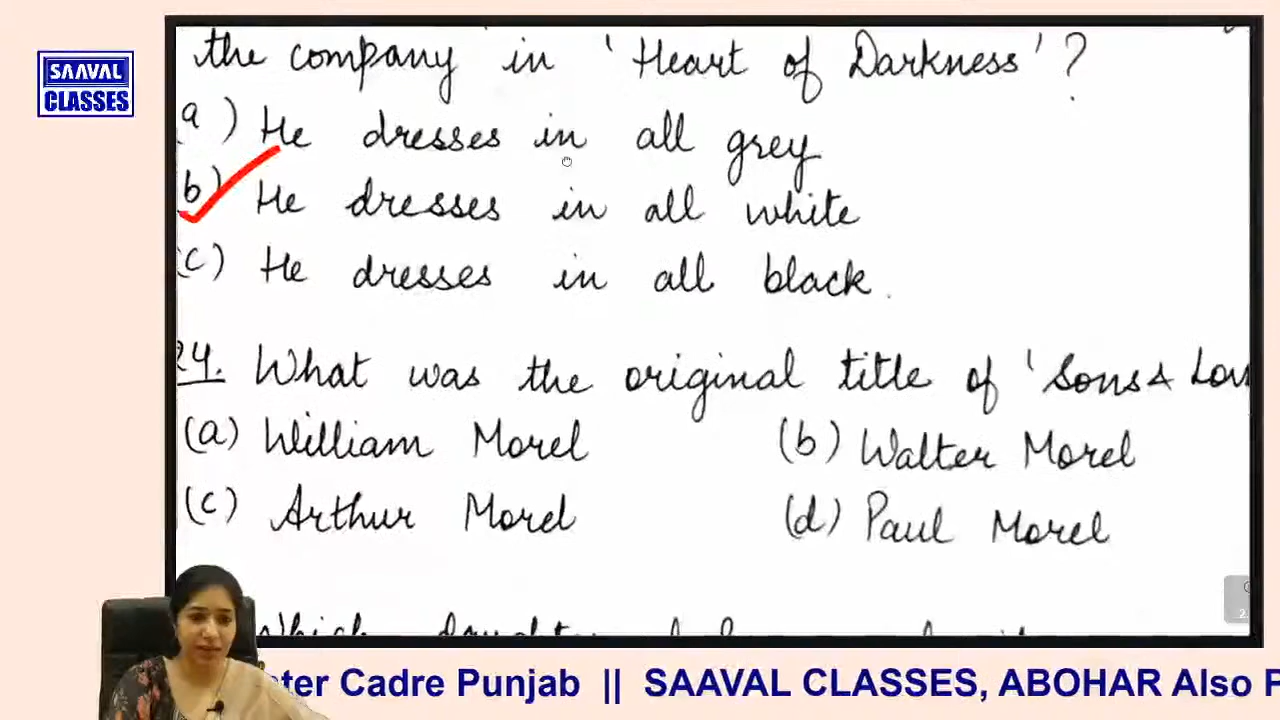 SAAVAL
CLASSES
the company in 'Heart of Darkness' ?
a) He dresses in all grey
b) He dresses in all white
(c) He dresses in all black.
24. What was the original title of 'Sons &
(a) William Morel (b) Walter Morel
(c) Arthur Morel (d) Paul Morel
Which
Cadre Punjab || SAAVAL CLASSES, ABOHAR Also